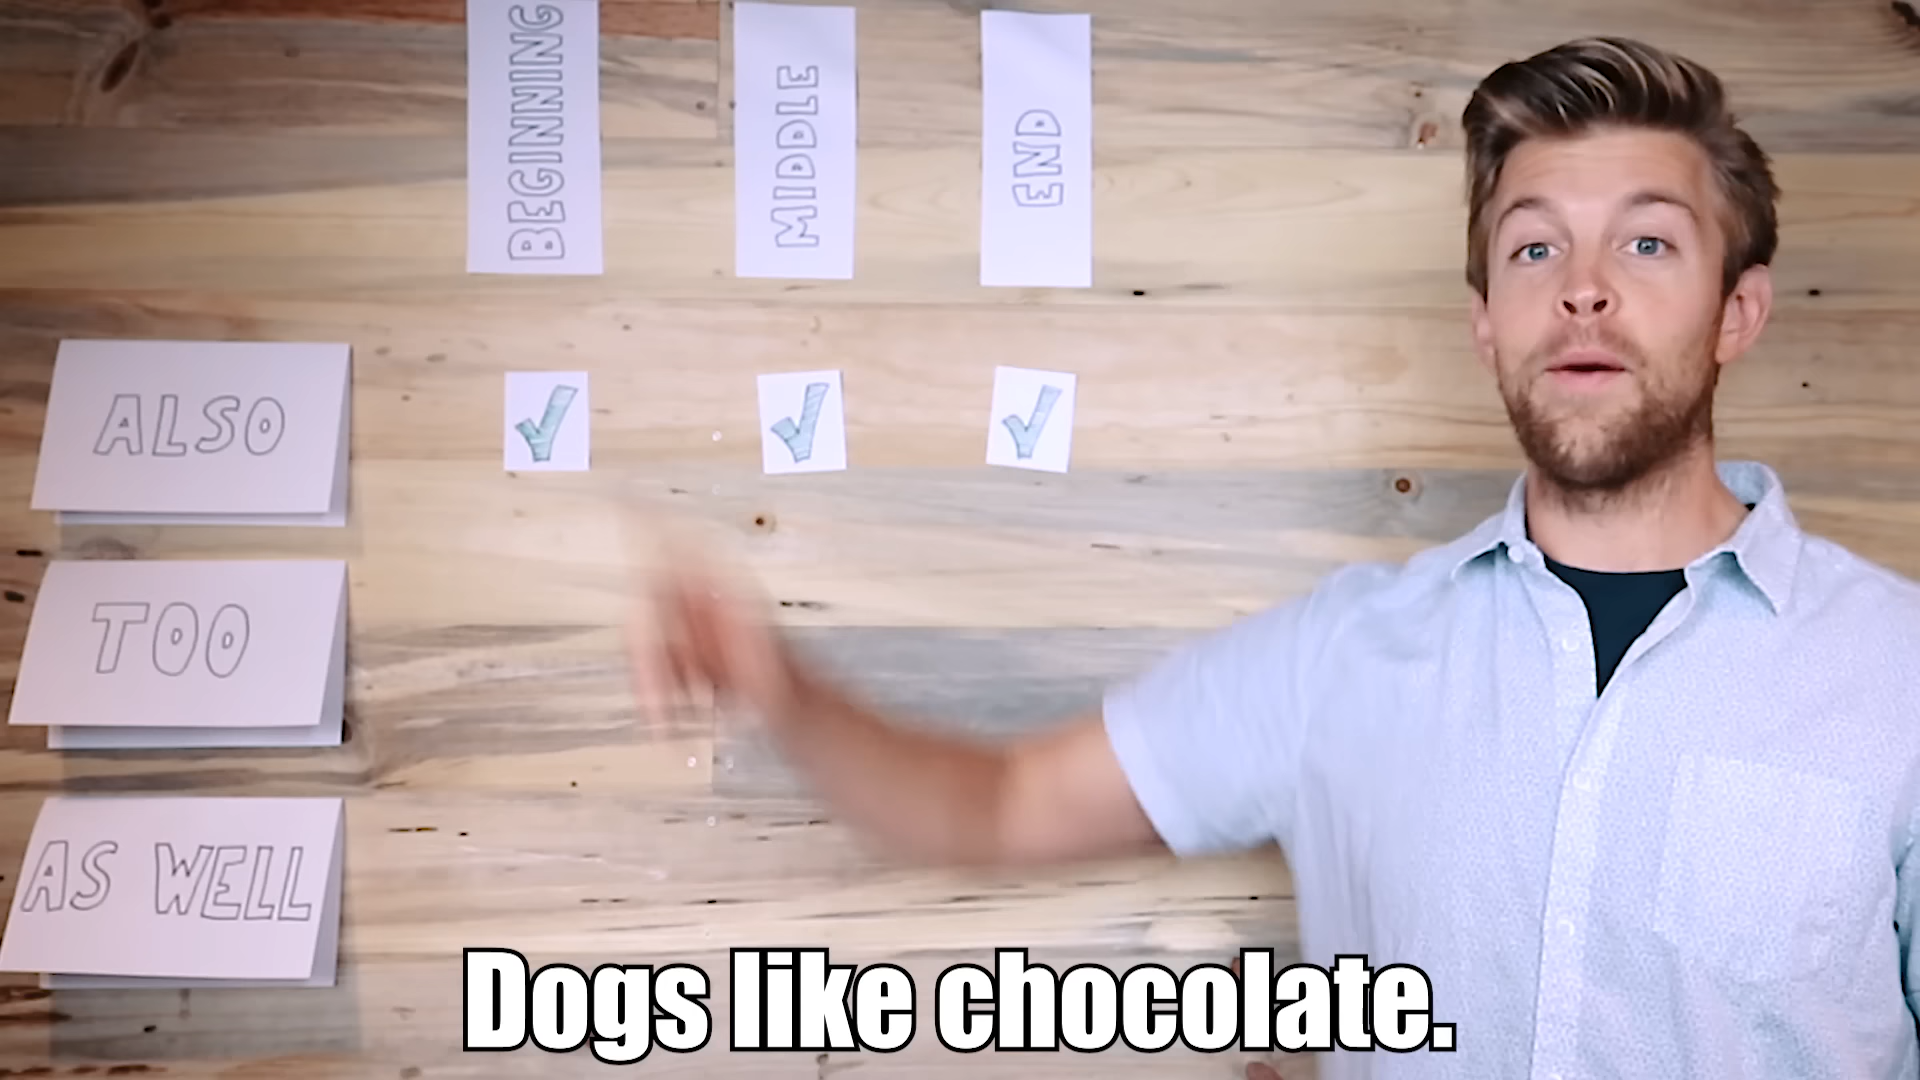 BEGINNING
MIDDLE
END
ALSO
TOO
AS WELL
Dogs like chocolate.